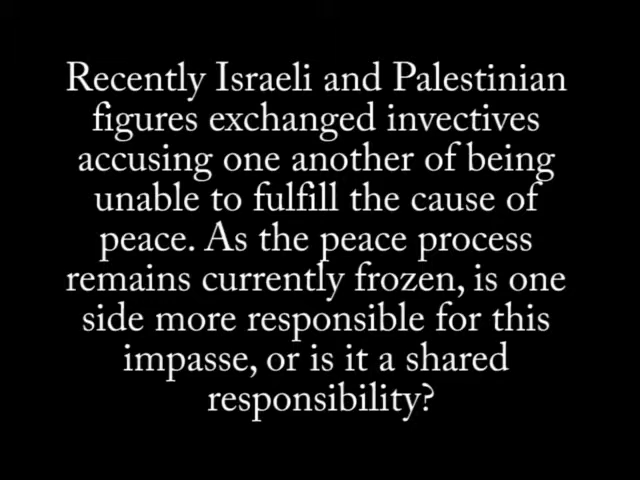 Recently Israeli and Palestinian
figures exchanged invectives
accusing one another of being
unable to fulfill the cause of
peace. As the peace process
remains currently frozen, is one
side more responsible for this
impasse, or is it a shared
responsibility?